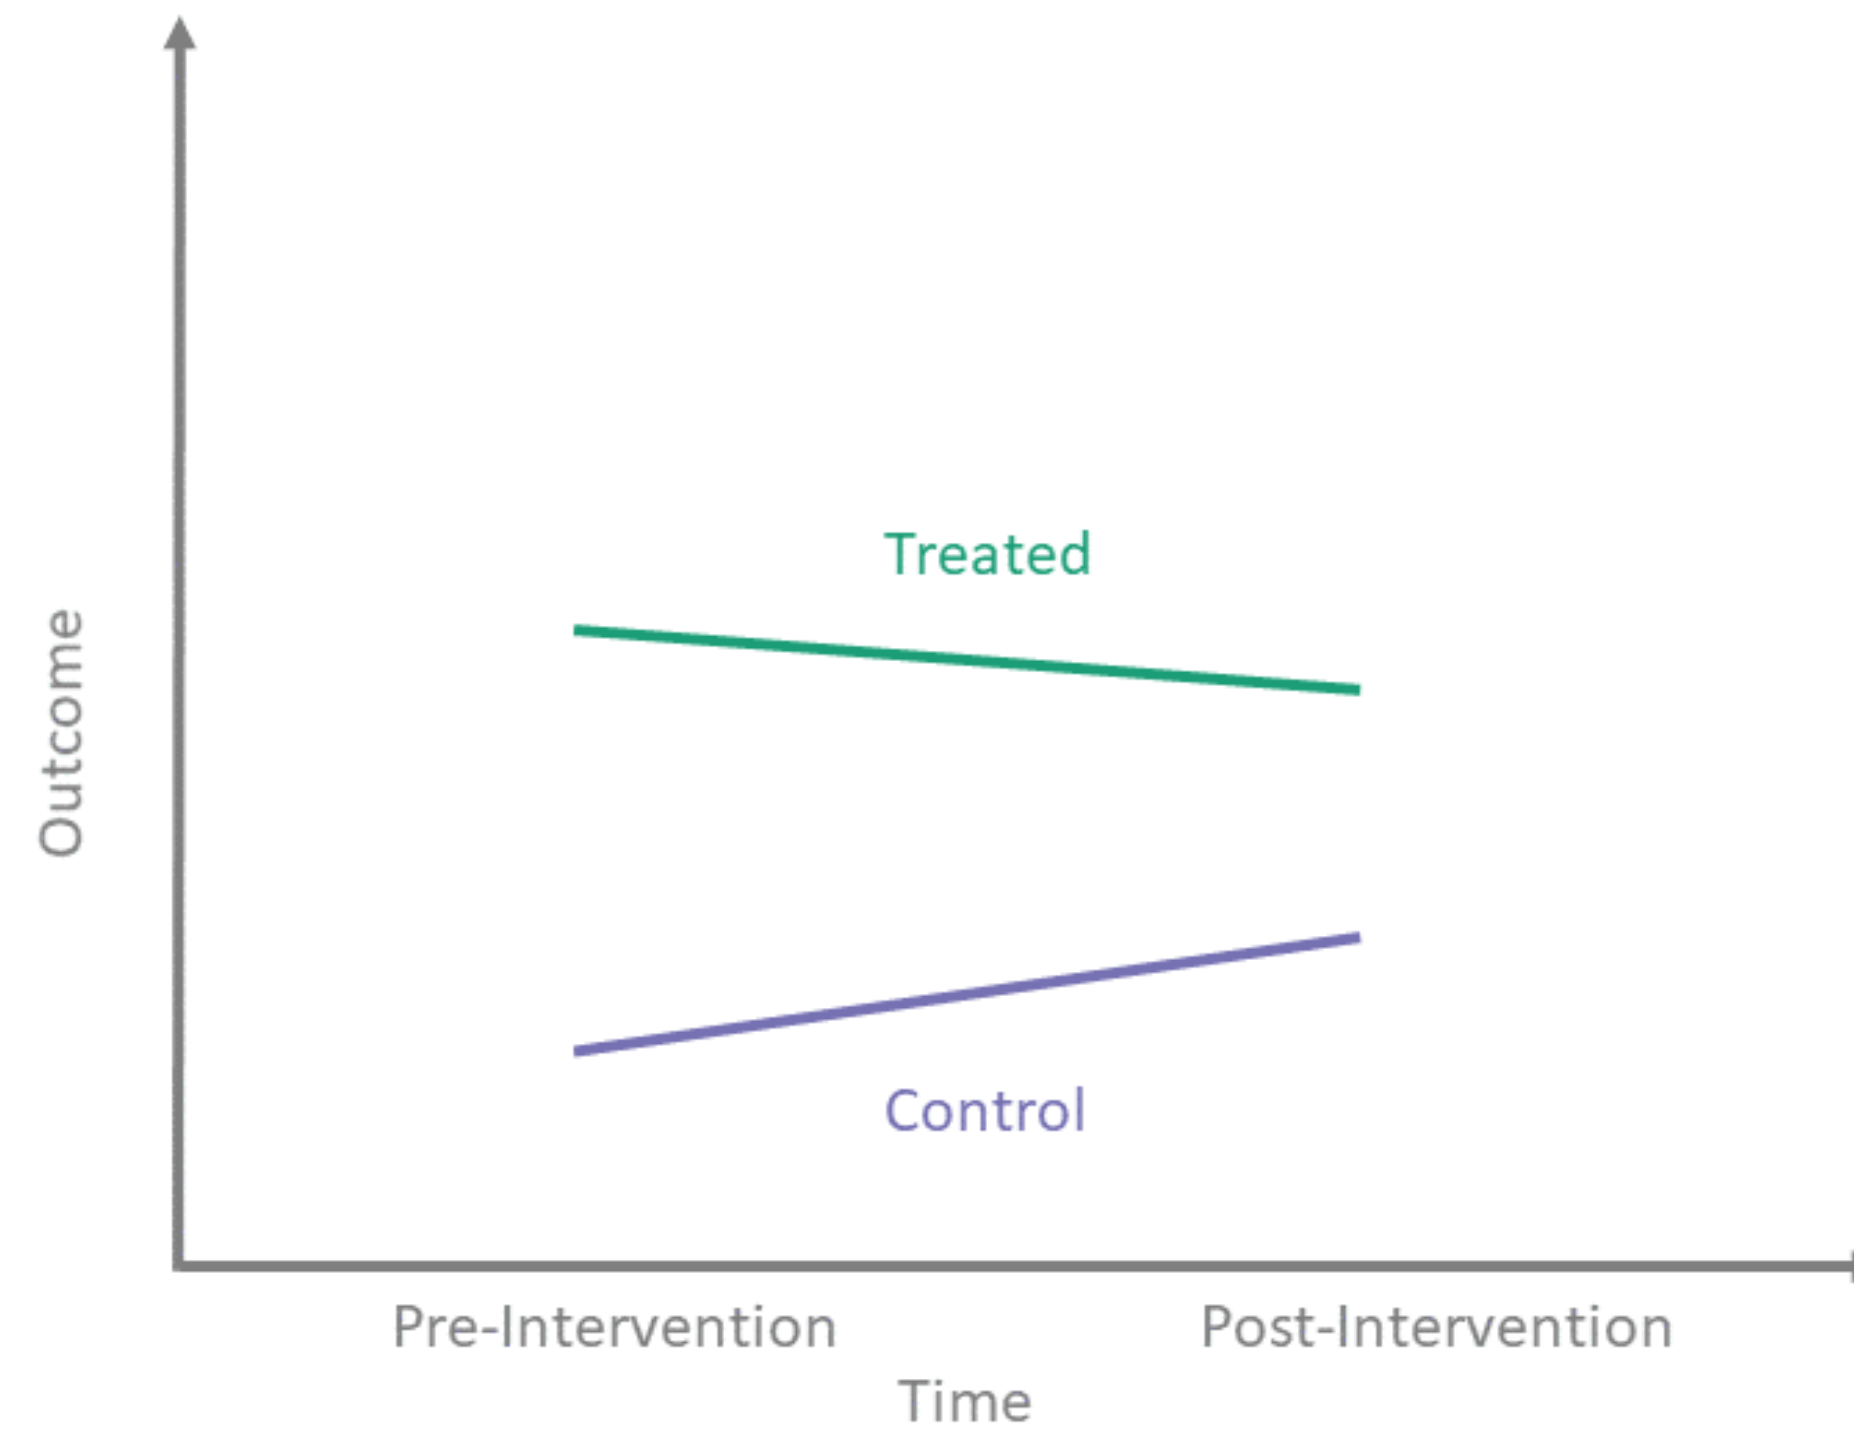 Outcome
Treated
Control
Pre-Intervention
Post-Intervention
Time